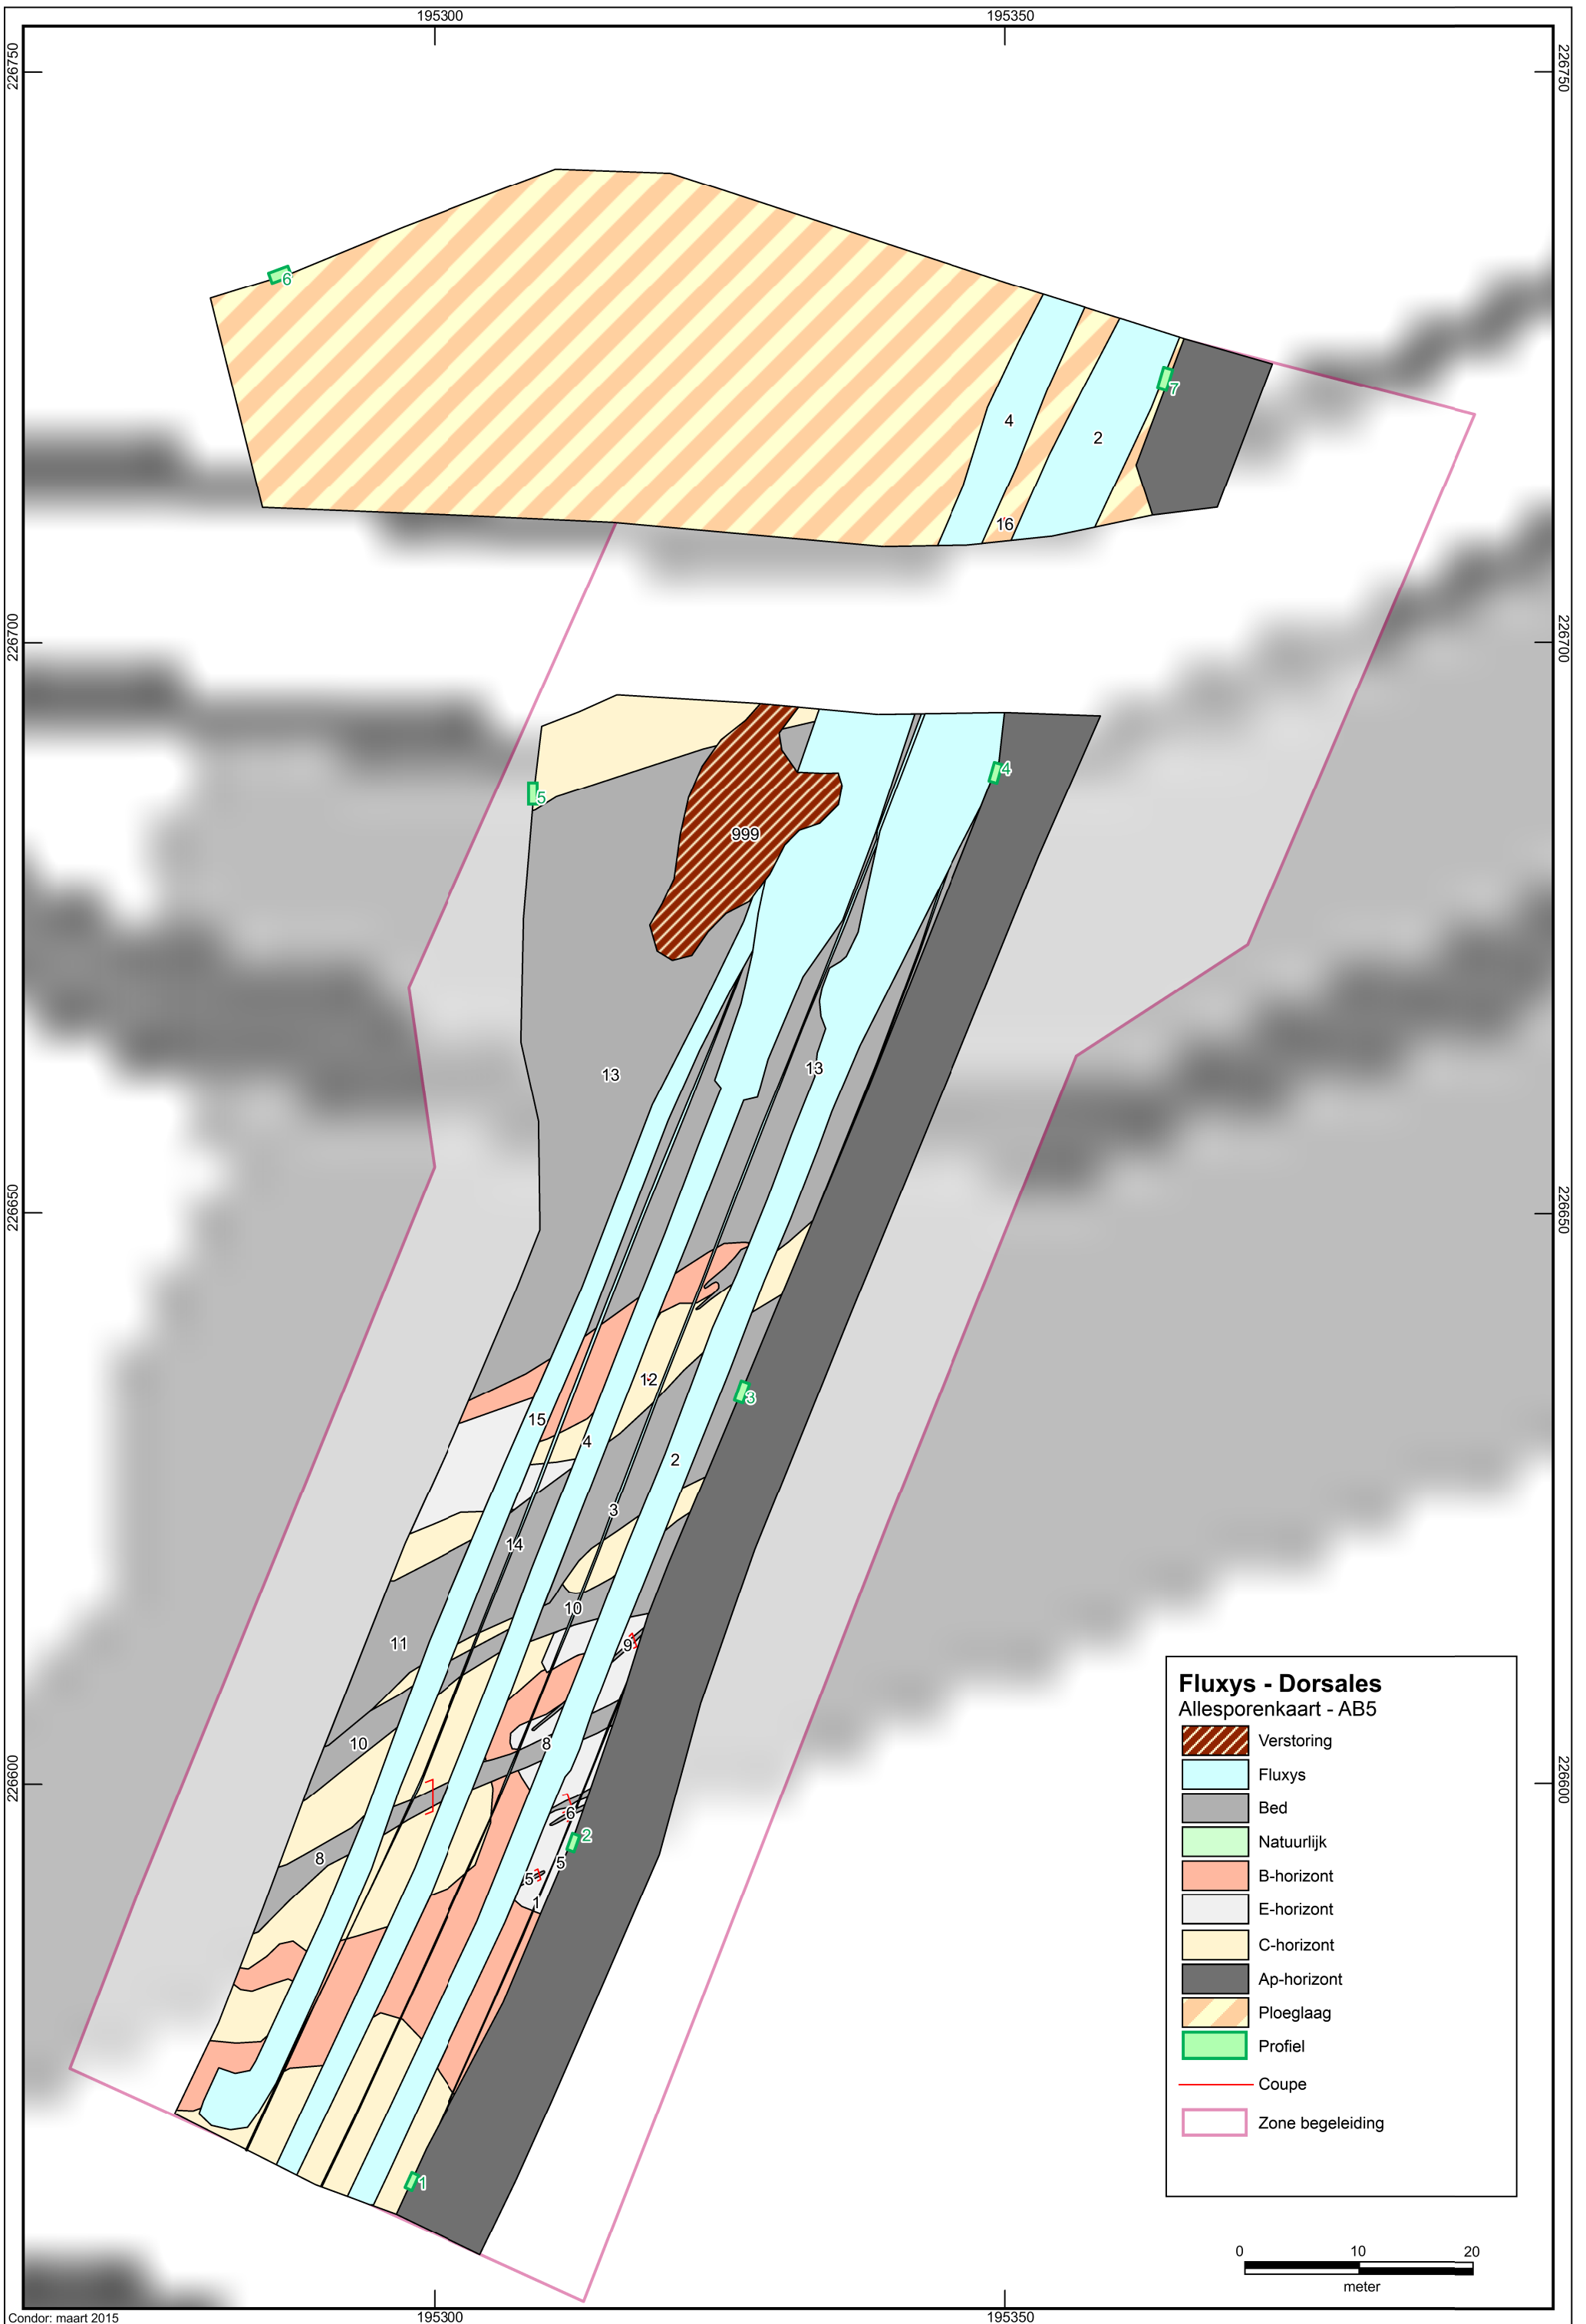 195300
195350
226750
226750
6
7
4
2
16
226700
226700
4
5
999
13
13
226650
226650
12
3
15
4
2
3
14
10
9
11
10
8
226600
226600
6
2
8
5
5
1
1
Fluxys - Dorsales
Allesporenkaart - AB5
Verstoring
Fluxys
Bed
Natuurlijk
B-horizont
E-horizont
C-horizont
Ap-horizont
Ploeglaag
Profiel
Coupe
Zone begeleiding
0 10 20
meter
195300
195350
Condor: maart 2015